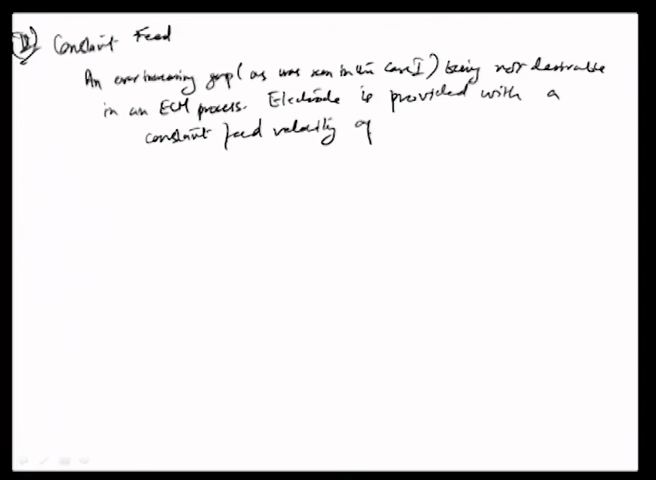 II) Constant Feed
An ever increasing gap (as was seen in the Case I) being not desirable
in an ECM process. Electrode is provided with a
constant feed velocity of